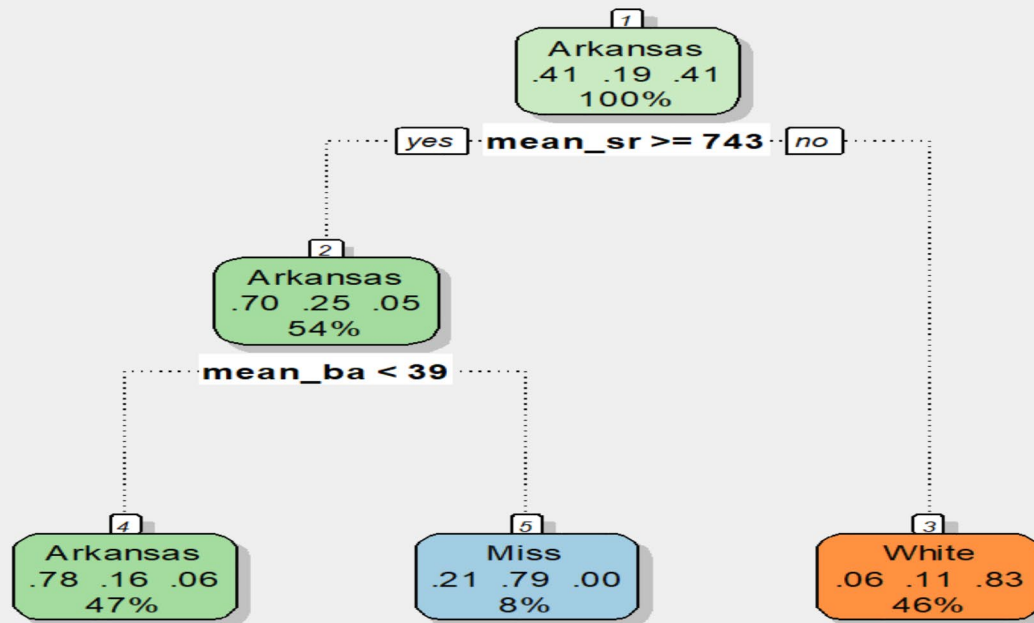 1
Arkansas
.41 .19 .41
100%
yes mean_sr >= 743 no
2
Arkansas
.70 .25 .05
54%
mean_ba < 39
4
Arkansas
.78 .16 .06
47%
5
Miss
.21 .79 .00
8%
3
White
.06 .11 .83
46%